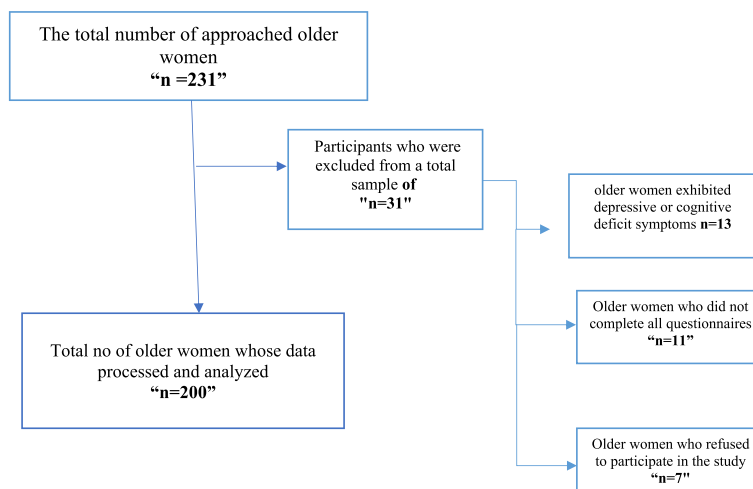 The total number of approached older
women
“n =231”
Participants who were
excluded from a total
sample of
"n=31"
older women exhibited
depressive or cognitive
deficit symptoms n=13
Older women who did not
complete all questionnaires
“n=11”
Total no of older women whose data
processed and analyzed
“n=200”
Older women who refused
to participate in the study
“n=7"